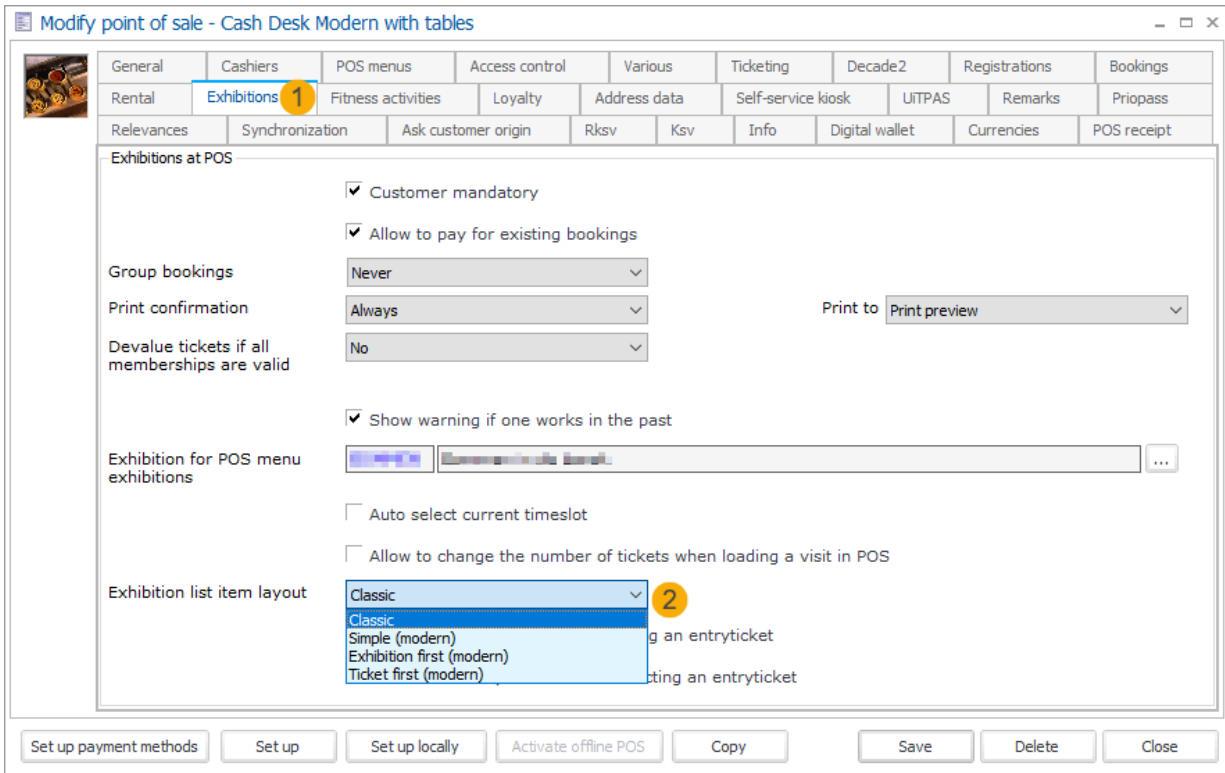 Modify point of sale - Cash Desk Modern with tables
General Cashiers POS menus Access control Various Ticketing Decade2 Registrations Bookings
Rental Exhibitions 1 Fitness activities Loyalty Address data Self-service kiosk UiTPAS Remarks Priopass
Relevances Synchronization Ask customer origin Rksv Ksv Info Digital wallet Currencies POS receipt
Exhibitions at POS
Customer mandatory
Allow to pay for existing bookings
Group bookings Never
Print confirmation Always Print to Print preview
Devalue tickets if all No
memberships are valid
Show warning if one works in the past
Exhibition for POS menu ...
exhibitions
Auto select current timeslot
Allow to change the number of tickets when loading a visit in POS
Exhibition list item layout Classic 2
Classic
Simple (modern) g an entryticket
Exhibition first (modern)
Ticket first (modern) cting an entryticket
Set up payment methods Set up Set up locally Activate offline POS Copy Save Delete Close